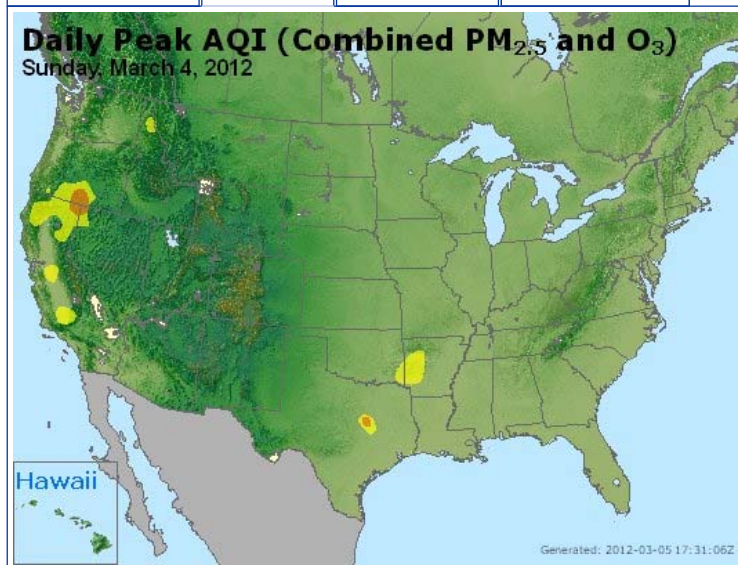 Daily Peak AQI (Combined PM2.5 and O3)
Sunday, March 4, 2012
Hawaii
Generated: 2012-03-05 17:31:06Z